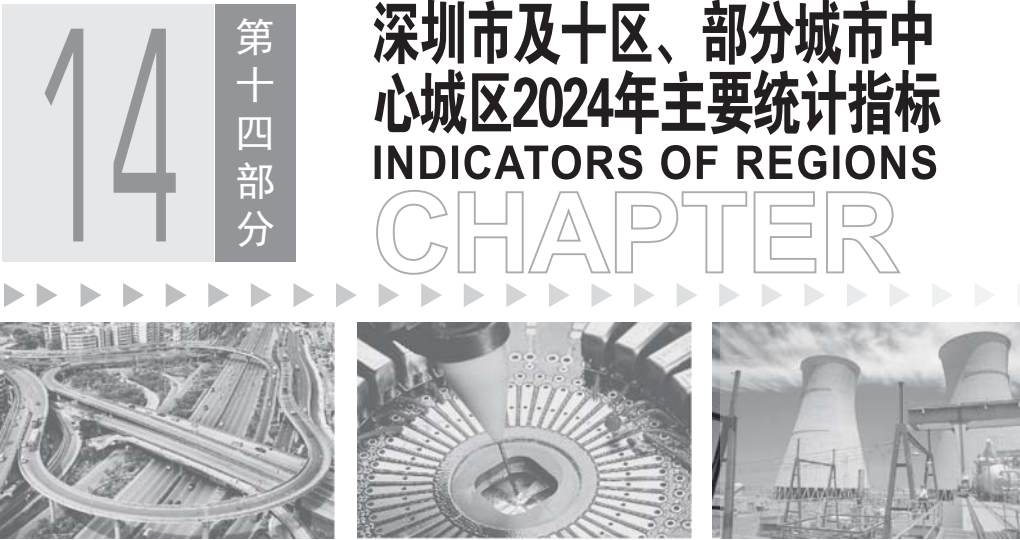 14
第十四部分
深圳市及十区、部分城市中
心城区2024年主要统计指标
INDICATORS OF REGIONS
CHAPTER